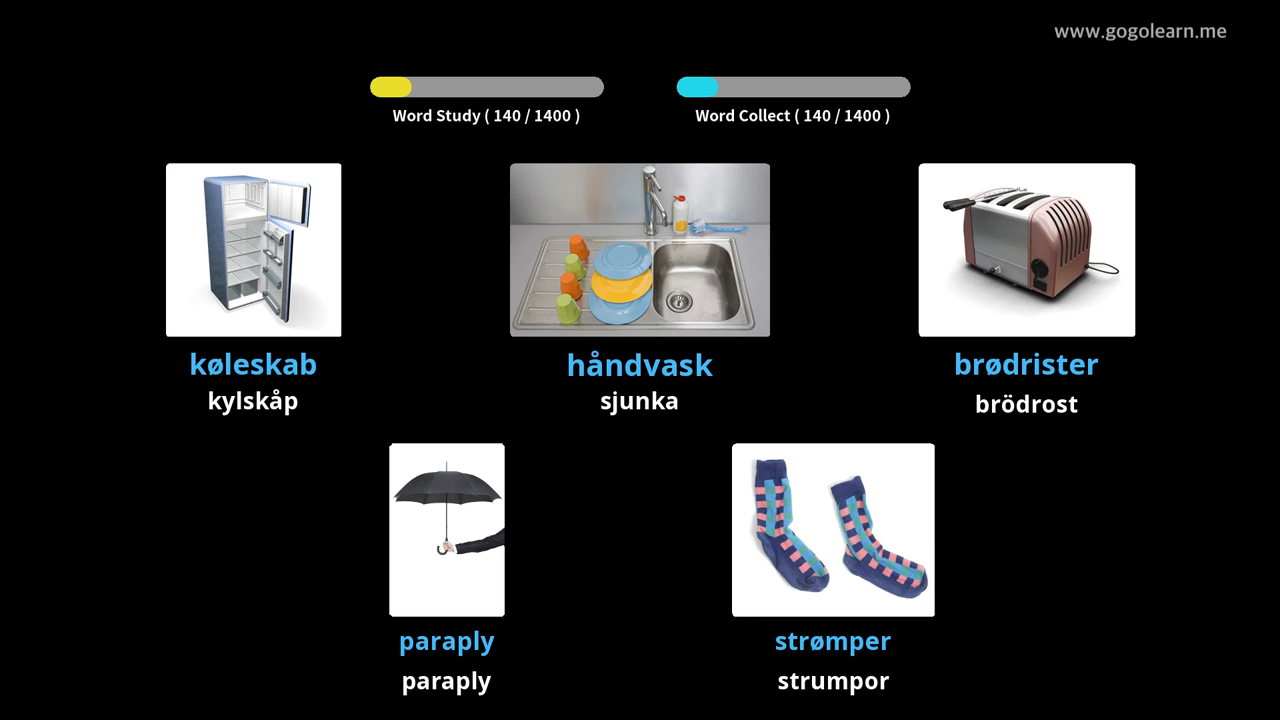 www.gogolearn.me
Word Study ( 140 / 1400 )
Word Collect ( 140 / 1400 )
køleskab
kylskåp
håndvask
sjunka
brødrister
brödrost
paraply
paraply
strømper
strumpor